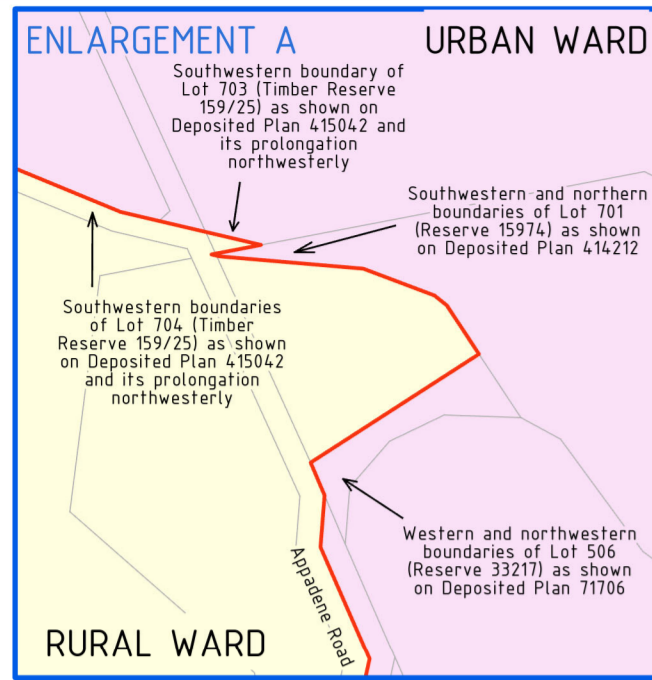 ENLARGEMENT A
URBAN WARD
Southwestern boundary of
Lot 703 (Timber Reserve
159/25) as shown on
Deposited Plan 415042 and
its prolongation
northwesterly
Southwestern and northern
boundaries of Lot 701
(Reserve 15974) as shown
on Deposited Plan 414212
Southwestern boundaries
of Lot 704 (Timber
Reserve 159/25) as shown
on Deposited Plan 415042
and its prolongation
northwesterly
Western and northwestern
boundaries of Lot 506
(Reserve 33217) as shown
on Deposited Plan 71706
Appadene Road
RURAL WARD